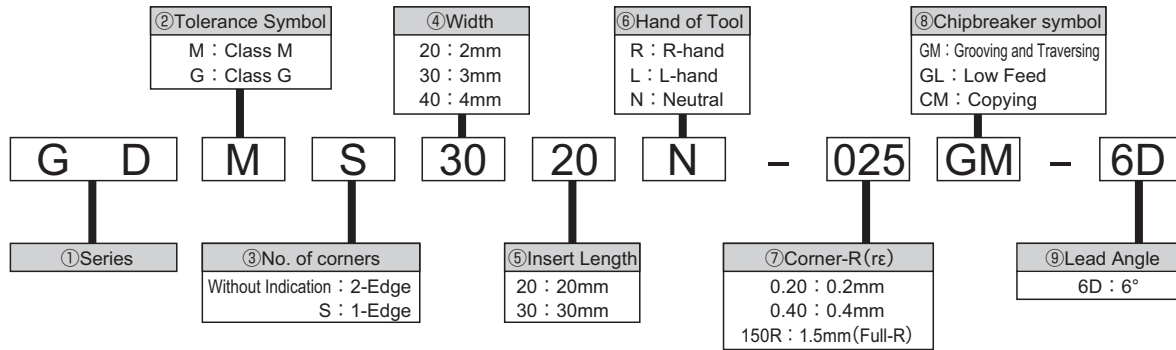 ②Tolerance Symbol
M：Class M
G：Class G
④Width
20：2mm
30：3mm
40：4mm
⑥Hand of Tool
R：R-hand
L：L-hand
N：Neutral
⑧Chipbreaker symbol
GM：Grooving and Traversing
GL：Low Feed
CM：Copying
G D M S 30 20 N - 025 GM - 6D
①Series
③No. of corners
Without Indication：2-Edge
S：1-Edge
⑤Insert Length
20：20mm
30：30mm
⑦Corner-R(rε)
0.20：0.2mm
0.40：0.4mm
150R：1.5mm(Full-R)
⑨Lead Angle
6D：6°